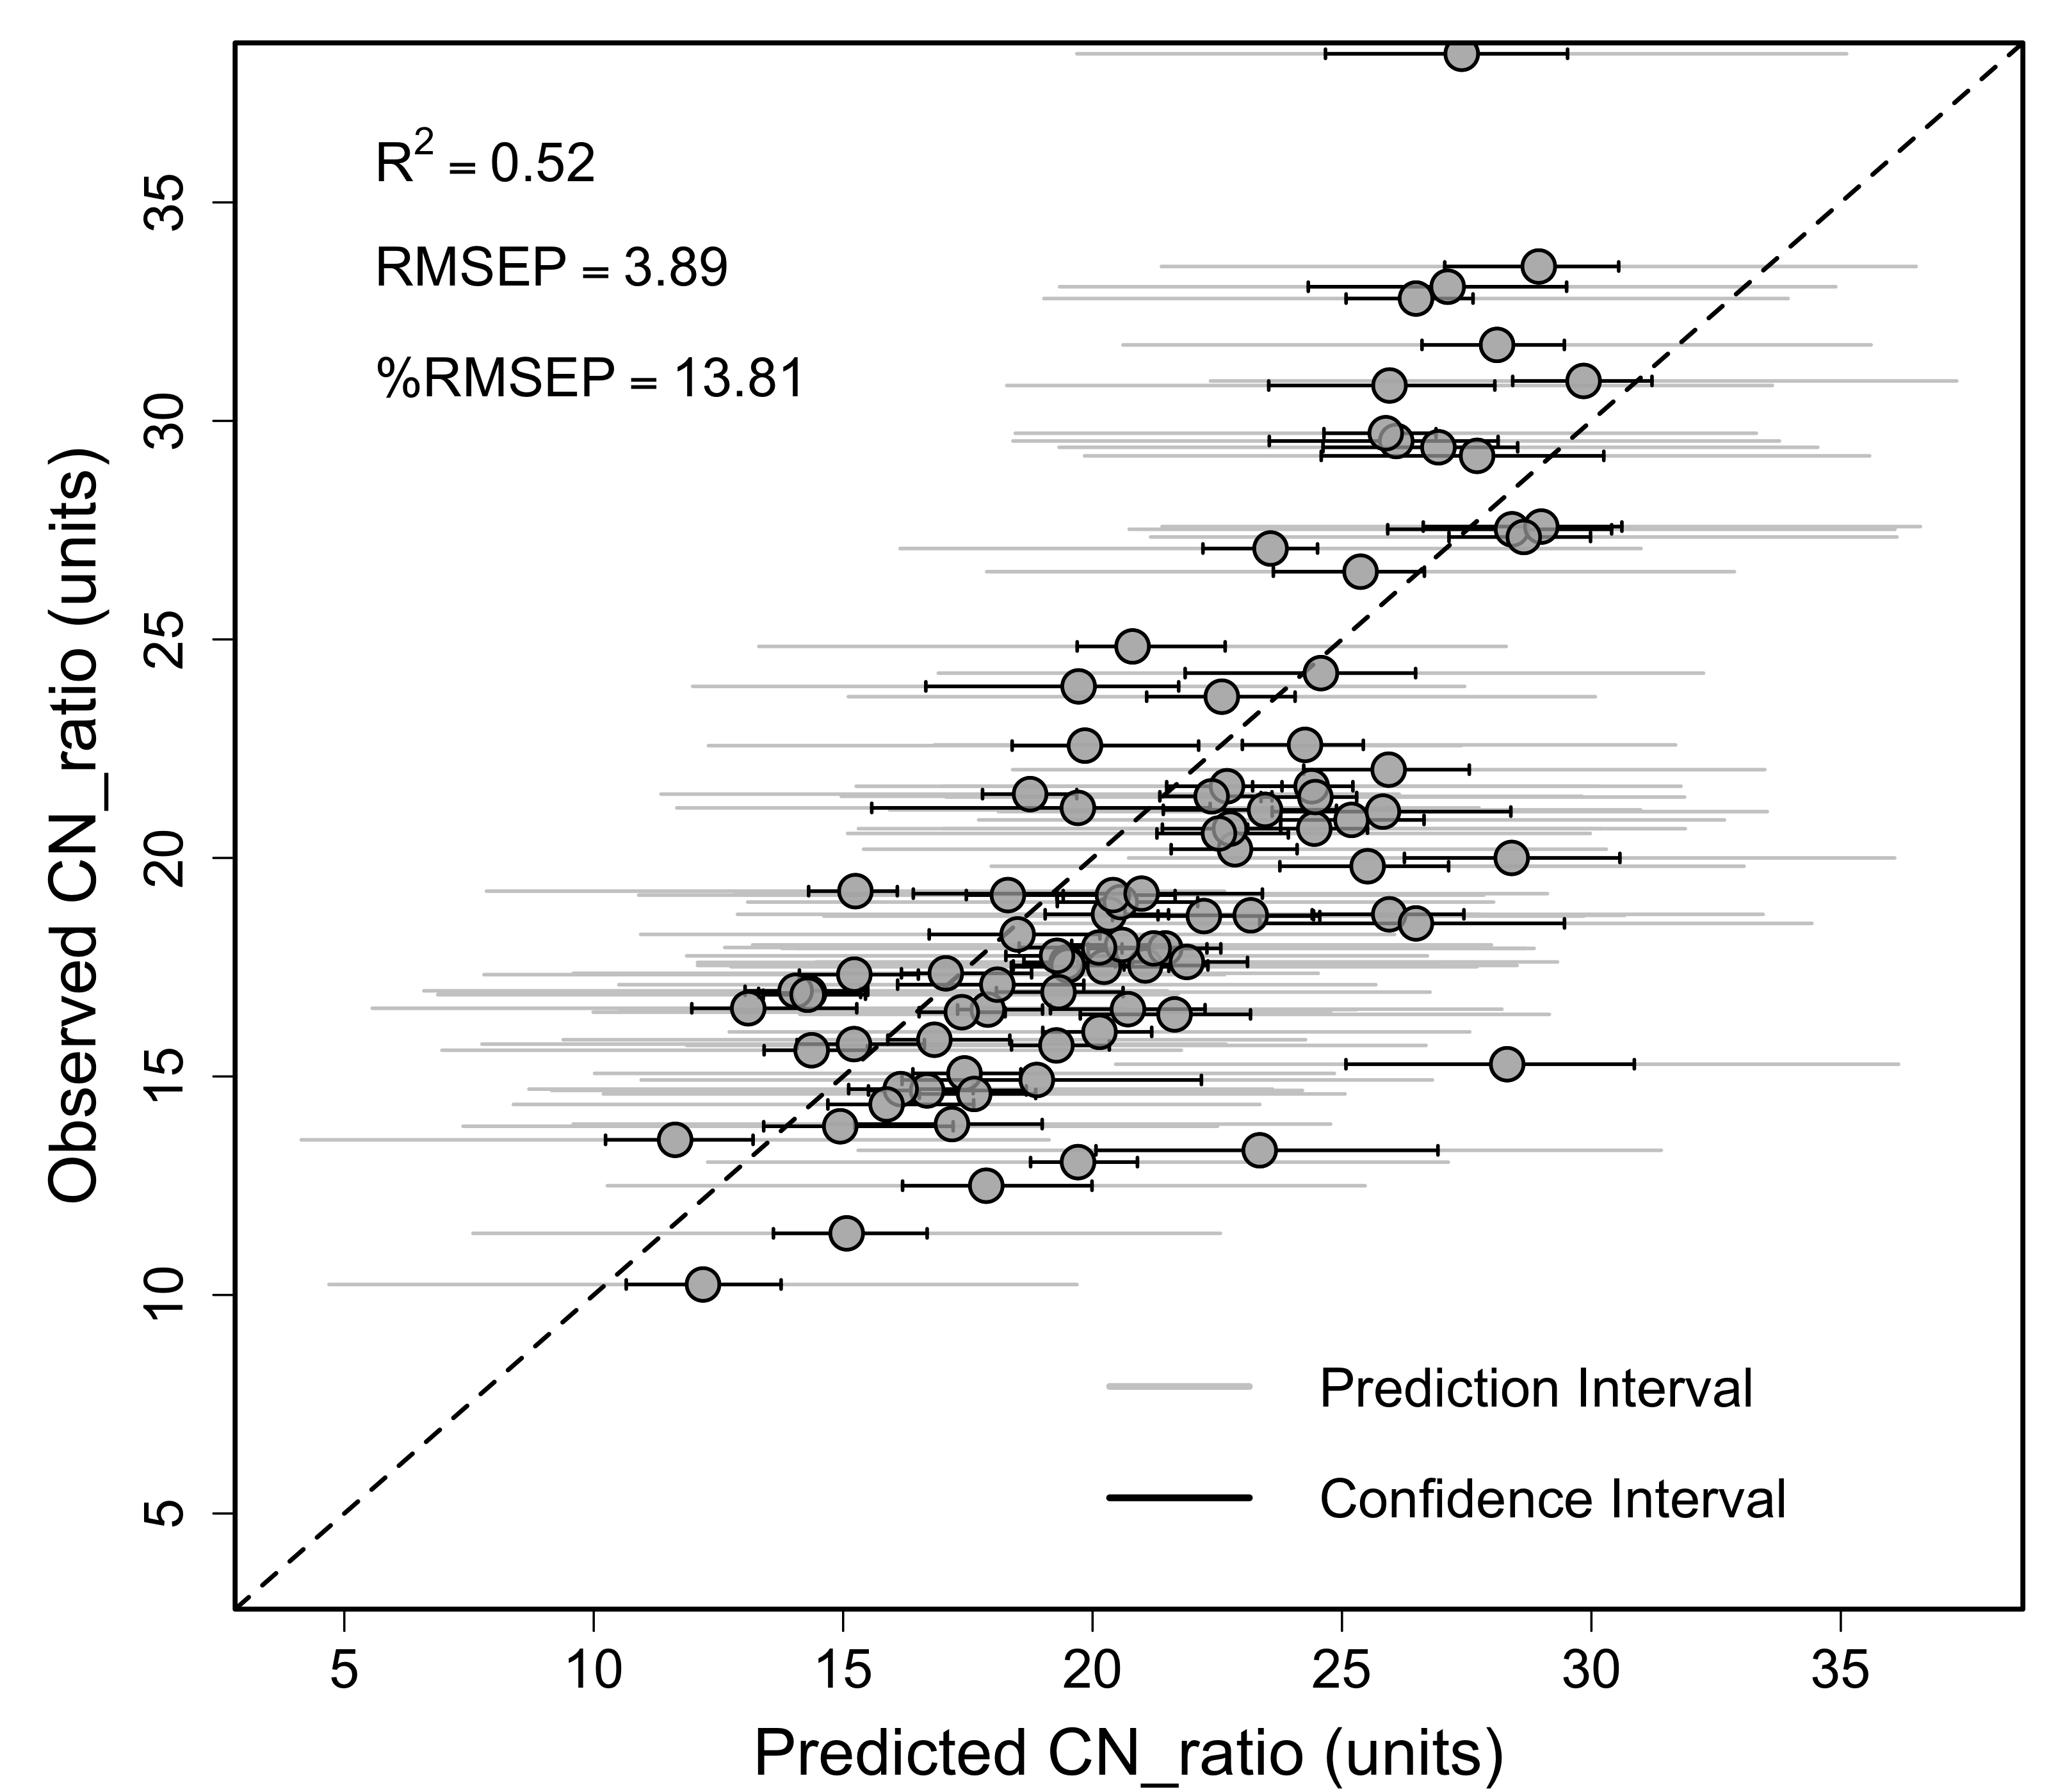 R² = 0.52
RMSEP = 3.89
%RMSEP = 13.81
Observed CN_ratio (units)
35
30
25
20
15
10
5
Prediction Interval
Confidence Interval
5 10 15 20 25 30 35
Predicted CN_ratio (units)